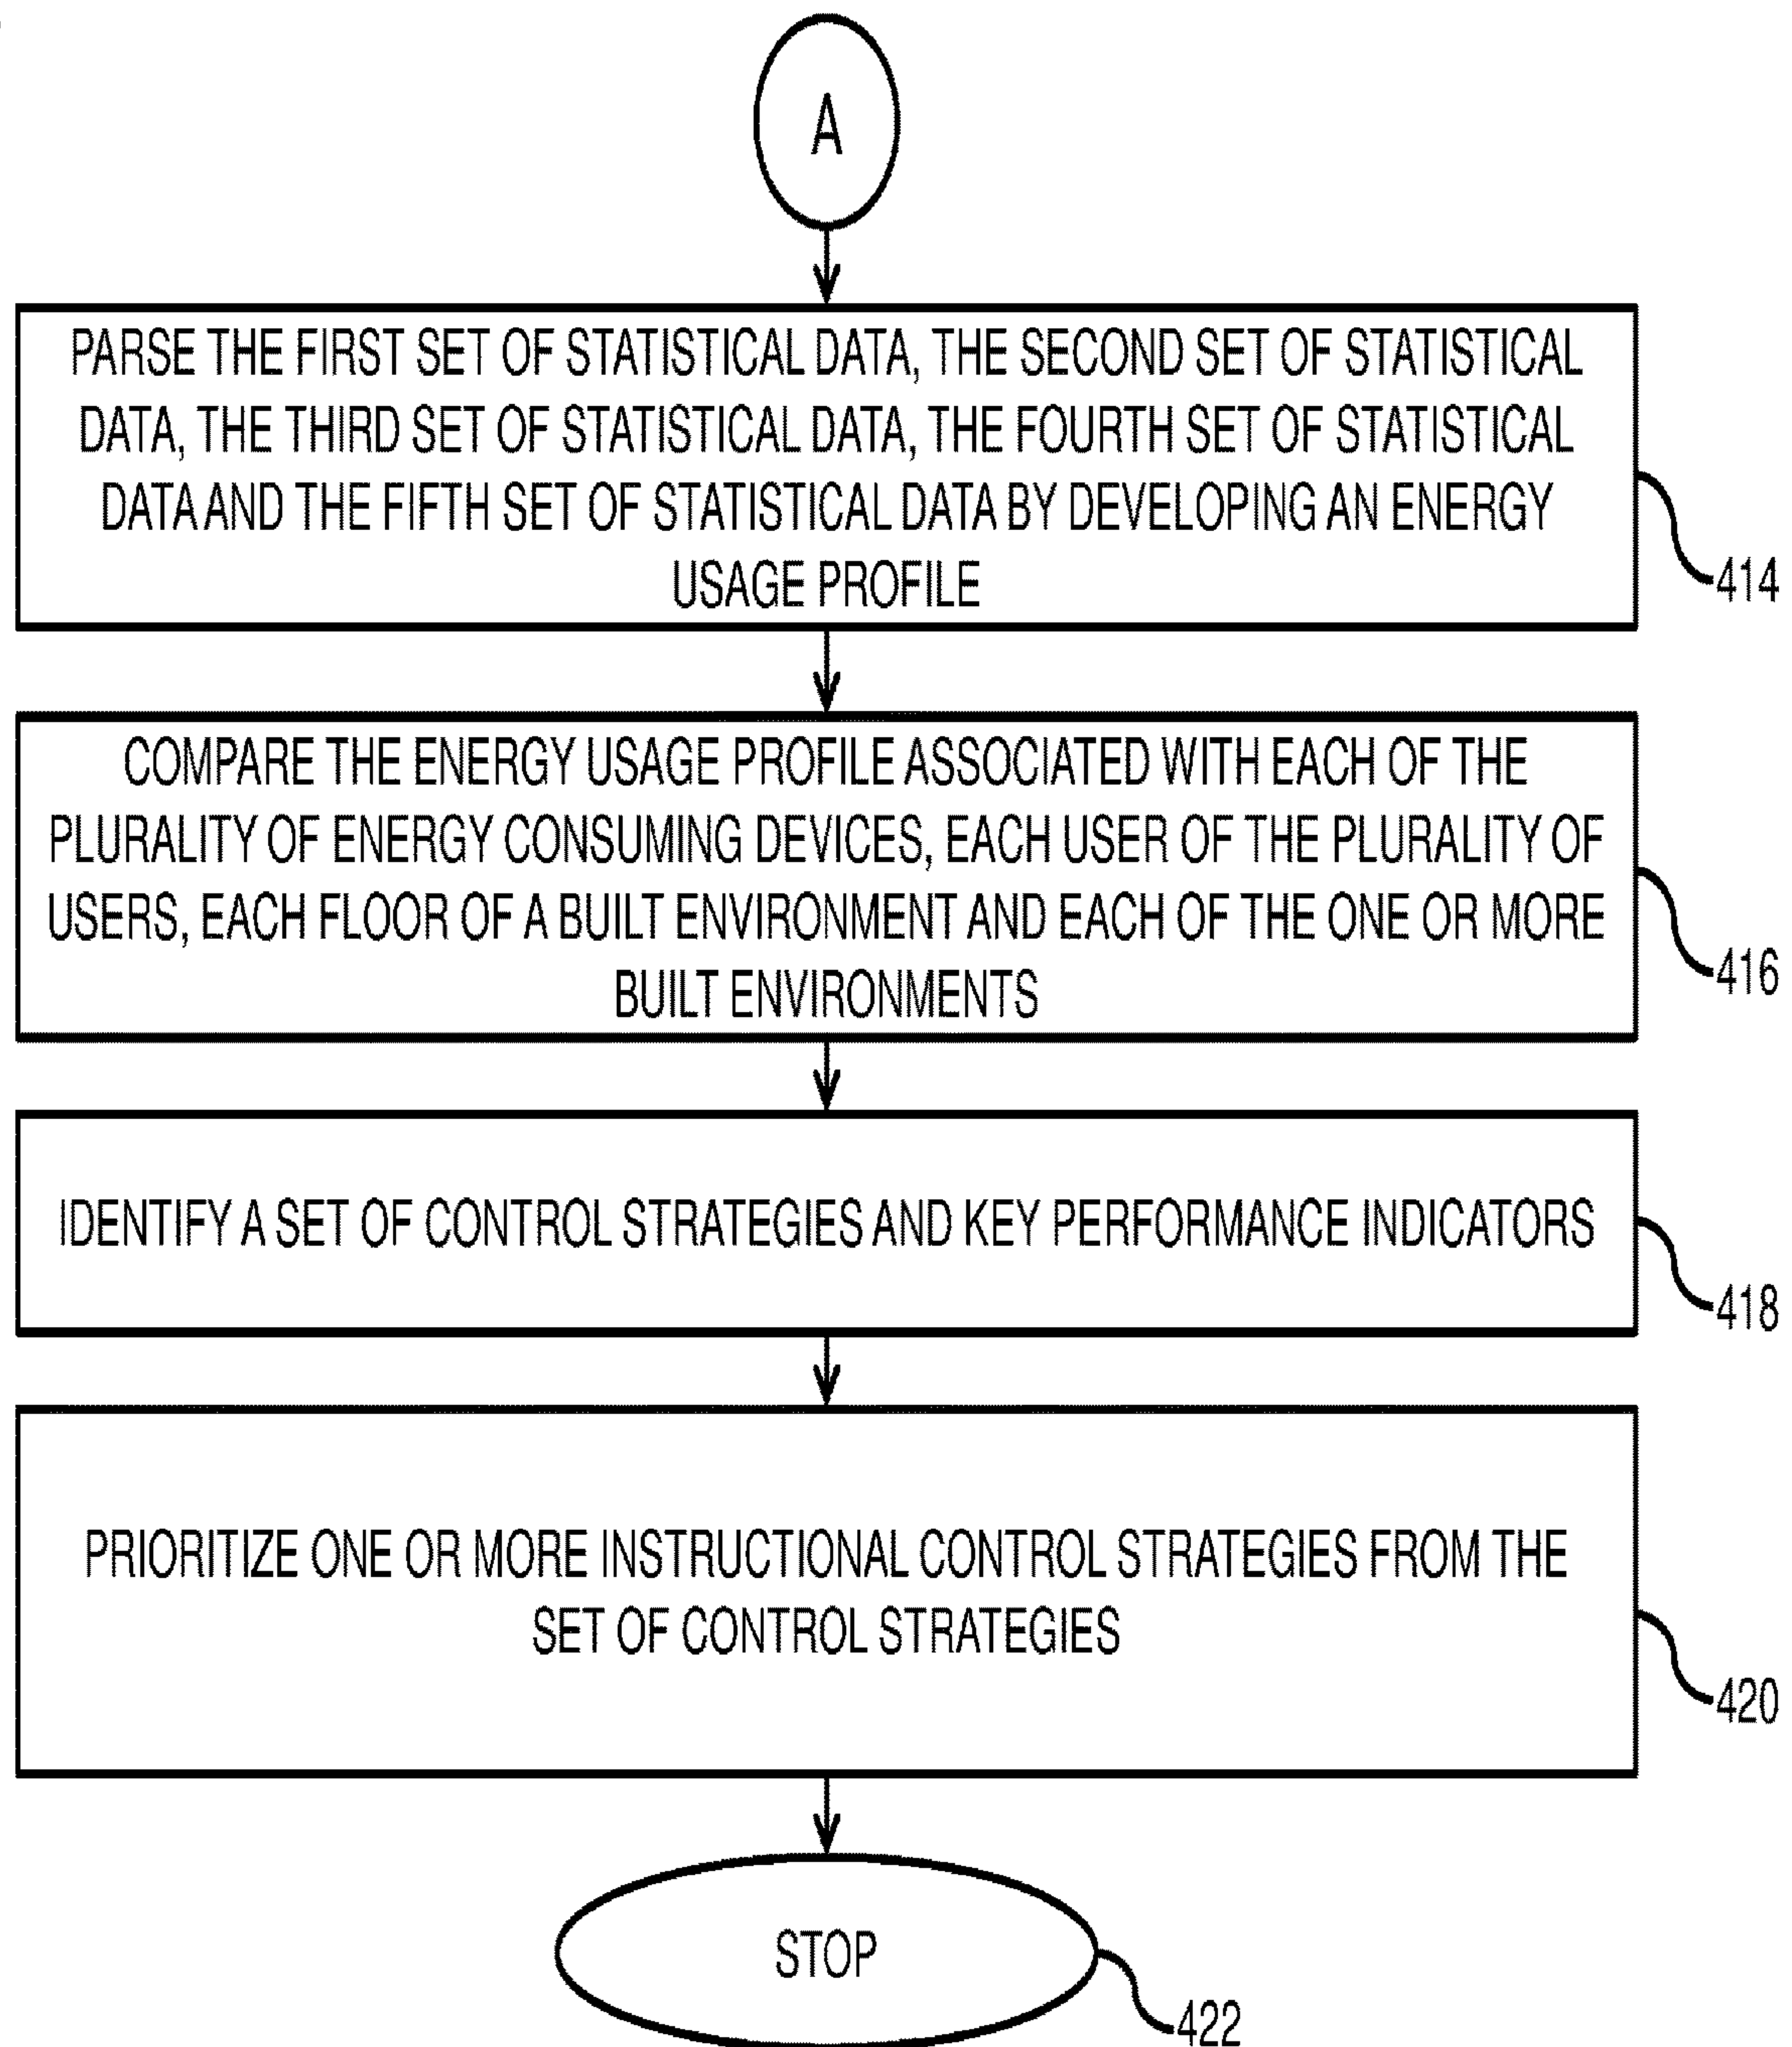 A
PARSE THE FIRST SET OF STATISTICAL DATA, THE SECOND SET OF STATISTICAL
DATA, THE THIRD SET OF STATISTICAL DATA, THE FOURTH SET OF STATISTICAL
DATA AND THE FIFTH SET OF STATISTICAL DATA BY DEVELOPING AN ENERGY
USAGE PROFILE
414
COMPARE THE ENERGY USAGE PROFILE ASSOCIATED WITH EACH OF THE
PLURALITY OF ENERGY CONSUMING DEVICES, EACH USER OF THE PLURALITY OF
USERS, EACH FLOOR OF A BUILT ENVIRONMENT AND EACH OF THE ONE OR MORE
BUILT ENVIRONMENTS
416
IDENTIFY A SET OF CONTROL STRATEGIES AND KEY PERFORMANCE INDICATORS
418
PRIORITIZE ONE OR MORE INSTRUCTIONAL CONTROL STRATEGIES FROM THE
SET OF CONTROL STRATEGIES
420
STOP
422